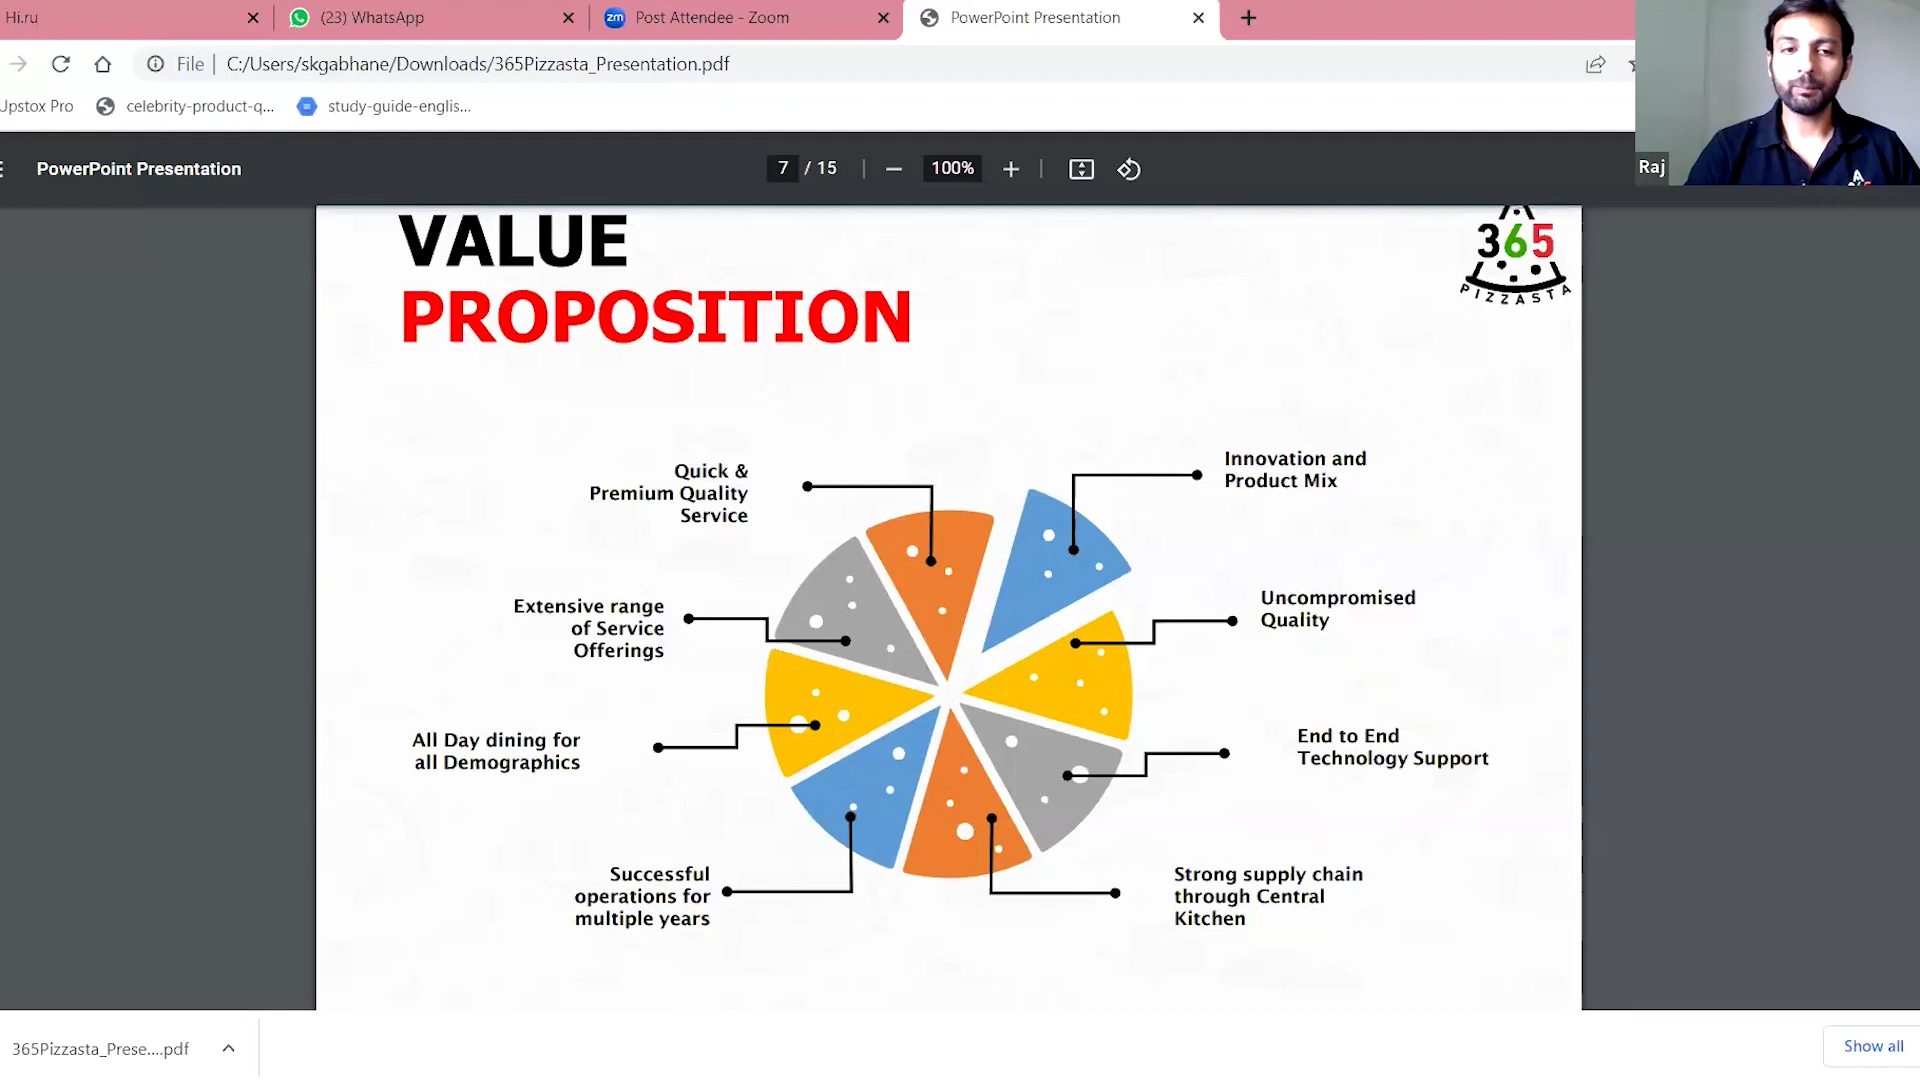 Hi.ru
(23) WhatsApp
zm
Post Attendee - Zoom
PowerPoint Presentation
File
C:/Users/skgabhane/Downloads/365Pizzasta_Presentation.pdf
Upstox Pro
celebrity-product-q...
study-guide-englis...
PowerPoint Presentation
7 / 15
100%
Raj
VALUE
PROPOSITION
365
PIZZASTA
Quick &
Premium Quality
Service
Innovation and
Product Mix
Extensive range
of Service
Offerings
Uncompromised
Quality
All Day dining for
all Demographics
End to End
Technology Support
Successful
operations for
multiple years
Strong supply chain
through Central
Kitchen
365Pizzasta_Prese....pdf
Show all